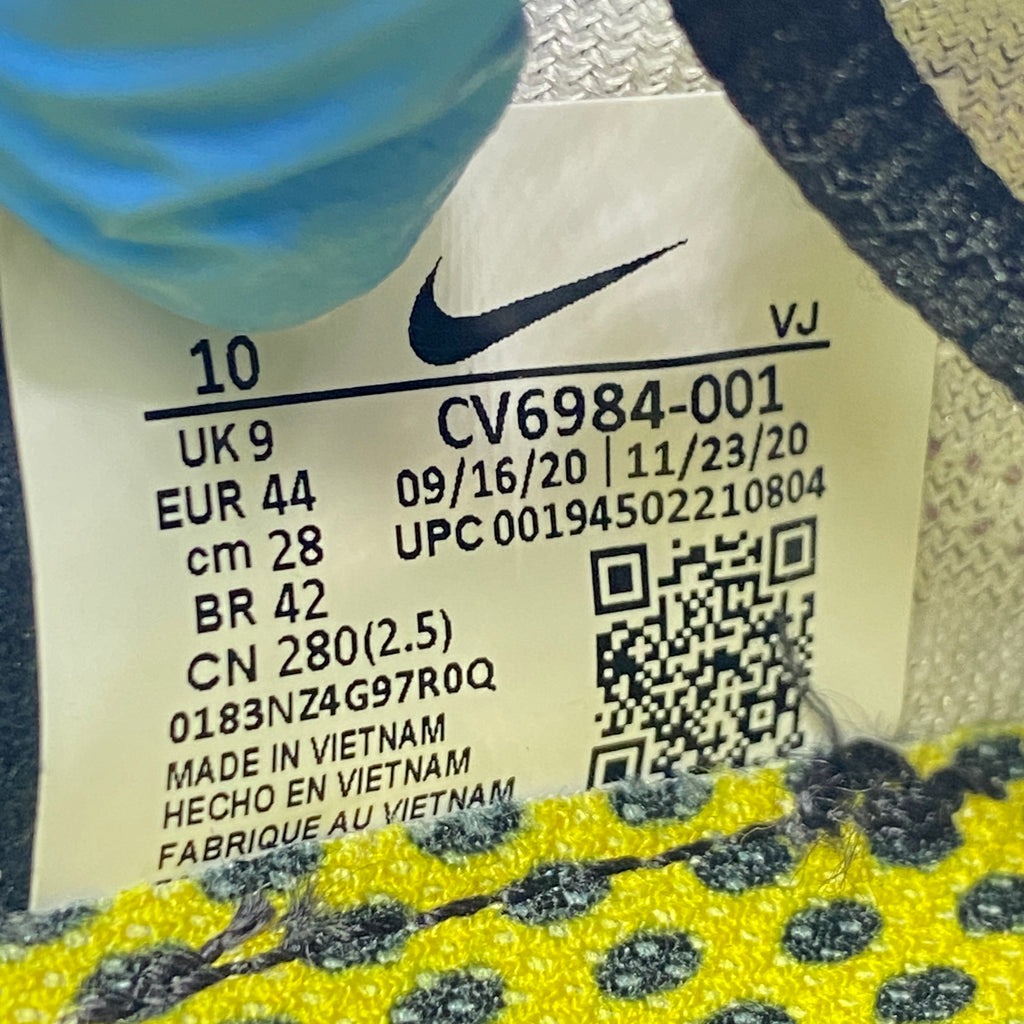 10
VJ
UK 9
CV6984-001
EUR 44
09/16/20 | 11/23/20
cm 28
UPC 00194502210804
BR 42
CN 280(2.5)
0183NZ4G97R0Q
MADE IN VIETNAM
HECHO EN VIETNAM
FABRIQUE AU VIETNAM